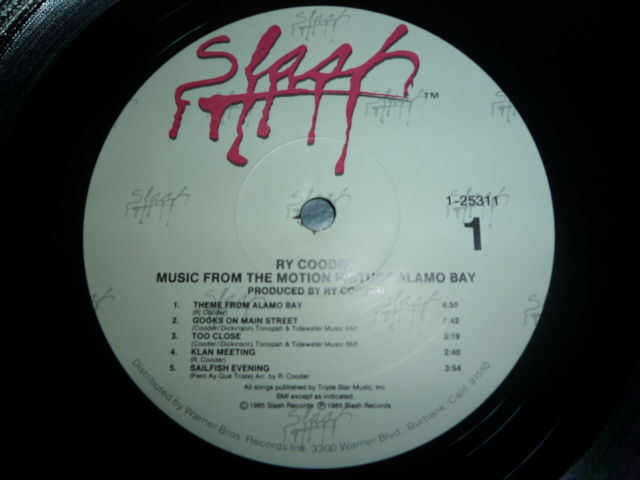 Slash
TM
1-25311
1
RY COODER
MUSIC FROM THE MOTION PICTURE ALAMO BAY
PRODUCED BY RY COODER
1. THEME FROM ALAMO BAY 4:59
(R. Cooder)
2. GOOKS ON MAIN STREET 7:42
(Cooder/Dickinson) Tonopah & Tidewater Music BMI
3. TOO CLOSE 3:19
(Cooder/Dickinson) Tonopah & Tidewater Music BMI
4. KLAN MEETING 2:40
(R. Cooder)
5. SAILFISH EVENING 3:54
(Pero Ay Que Triste) Arr. by R. Cooder
All songs published by Triple Star Music, Inc.
BMI except as indicated.
© 1985 Slash Records ℗ 1985 Slash Records
Distributed by Warner Bros. Records Inc. 3300 Warner Blvd., Burbank, Calif. 91510